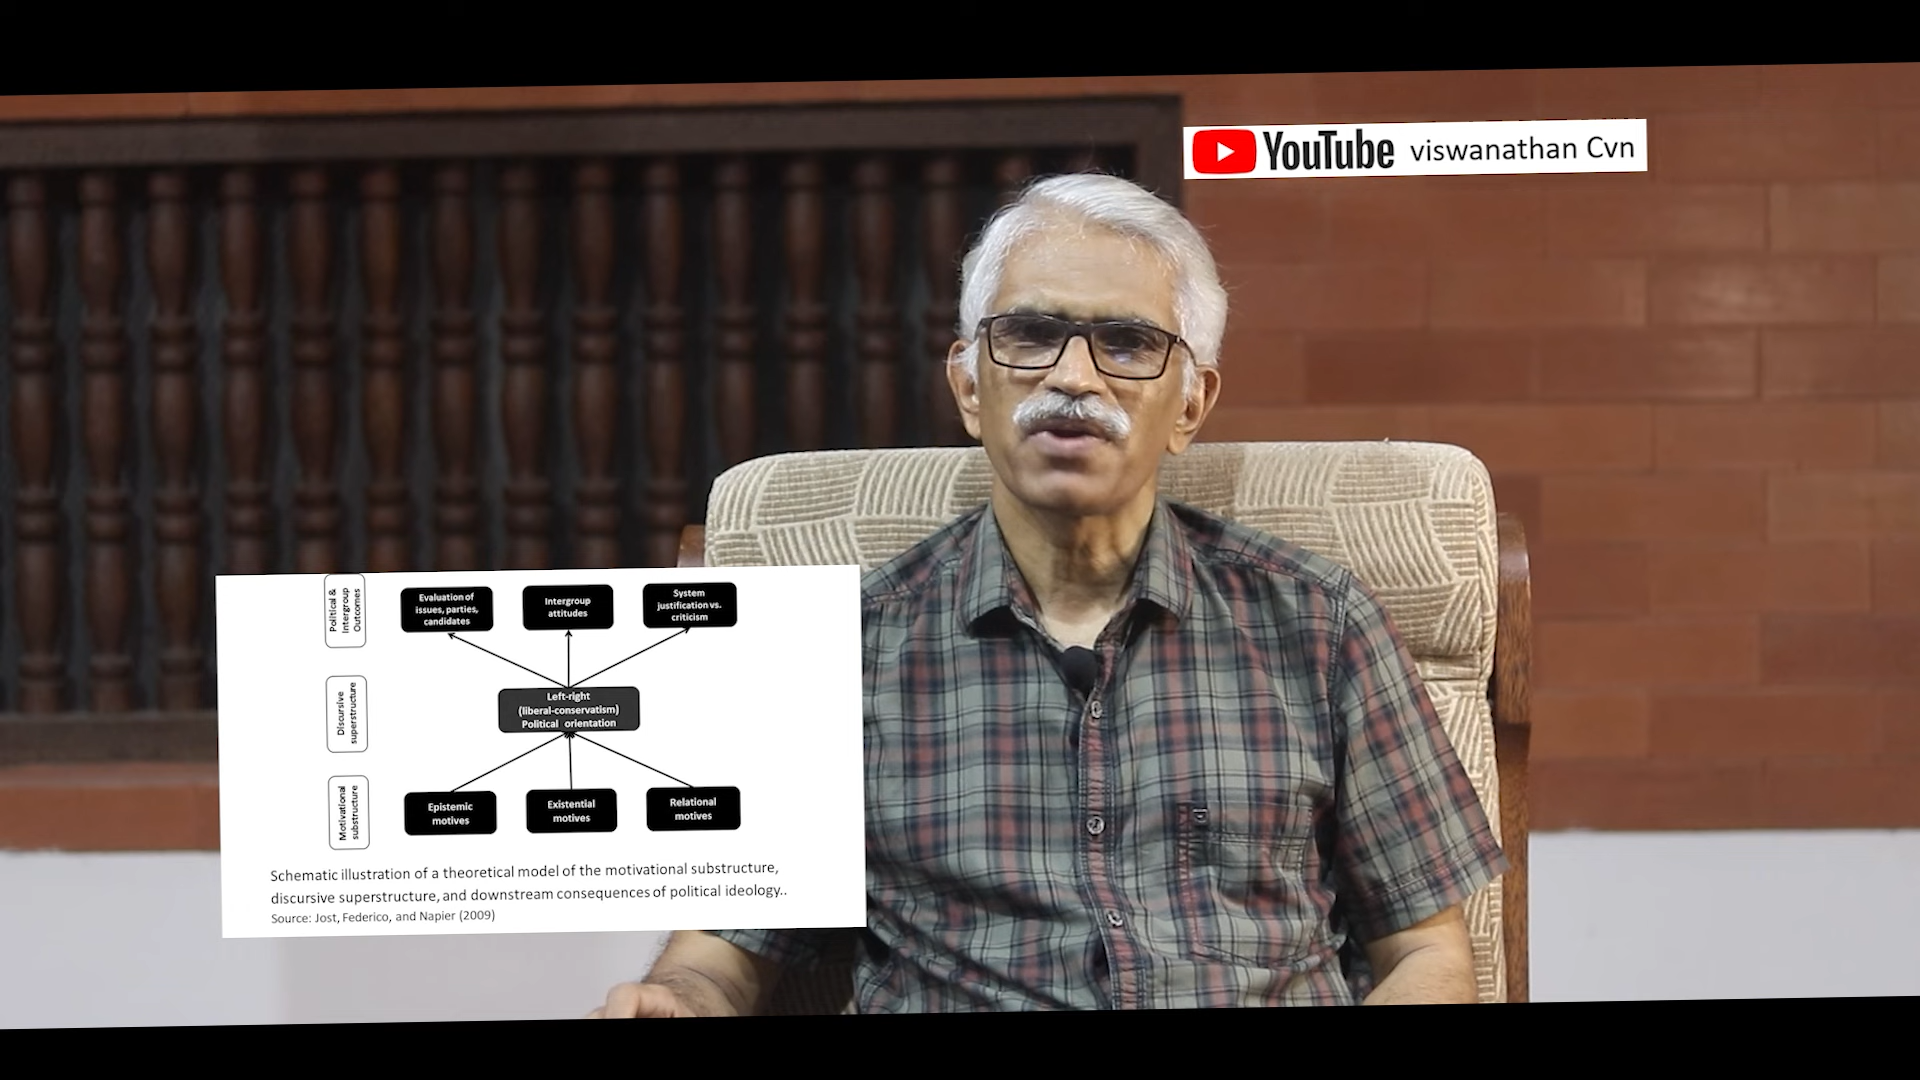 YouTube viswanathan Cvn
Political &
Intergroup
Outcomes
Evaluation of
issues, parties,
candidates
Intergroup
attitudes
System
justification vs.
criticism
Discursive
superstructure
Left-right
(liberal-conservatism)
Political orientation
Motivational
substructure
Epistemic
motives
Existential
motives
Relational
motives
Schematic illustration of a theoretical model of the motivational substructure,
discursive superstructure, and downstream consequences of political ideology..
Source: Jost, Federico, and Napier (2009)